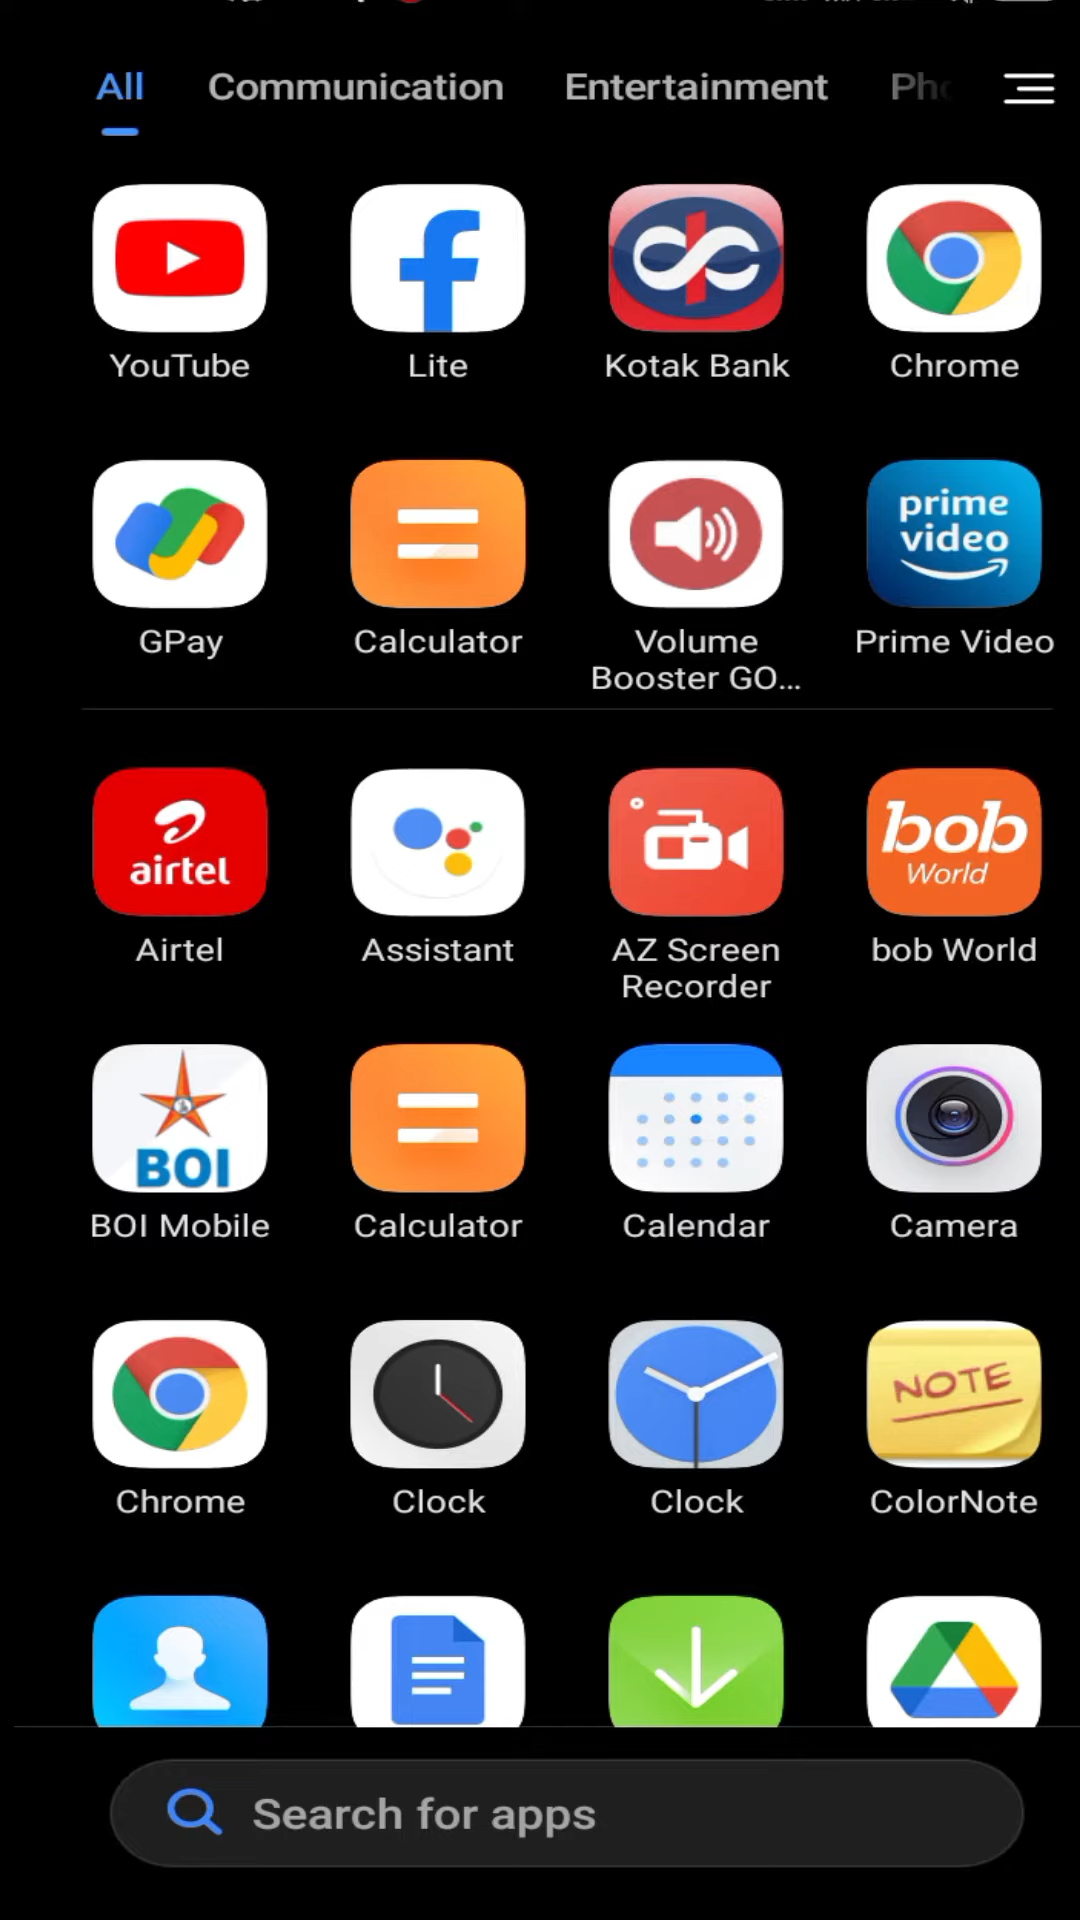 All Communication Entertainment
YouTube Lite Kotak Bank Chrome
prime
video
GPay Calculator Volume Prime Video
Booster GO...
airtel
bob
World
Airtel Assistant AZ Screen bob World
Recorder
BOI
BOI Mobile Calculator Calendar Camera
NOTE
Chrome Clock Clock ColorNote
Search for apps